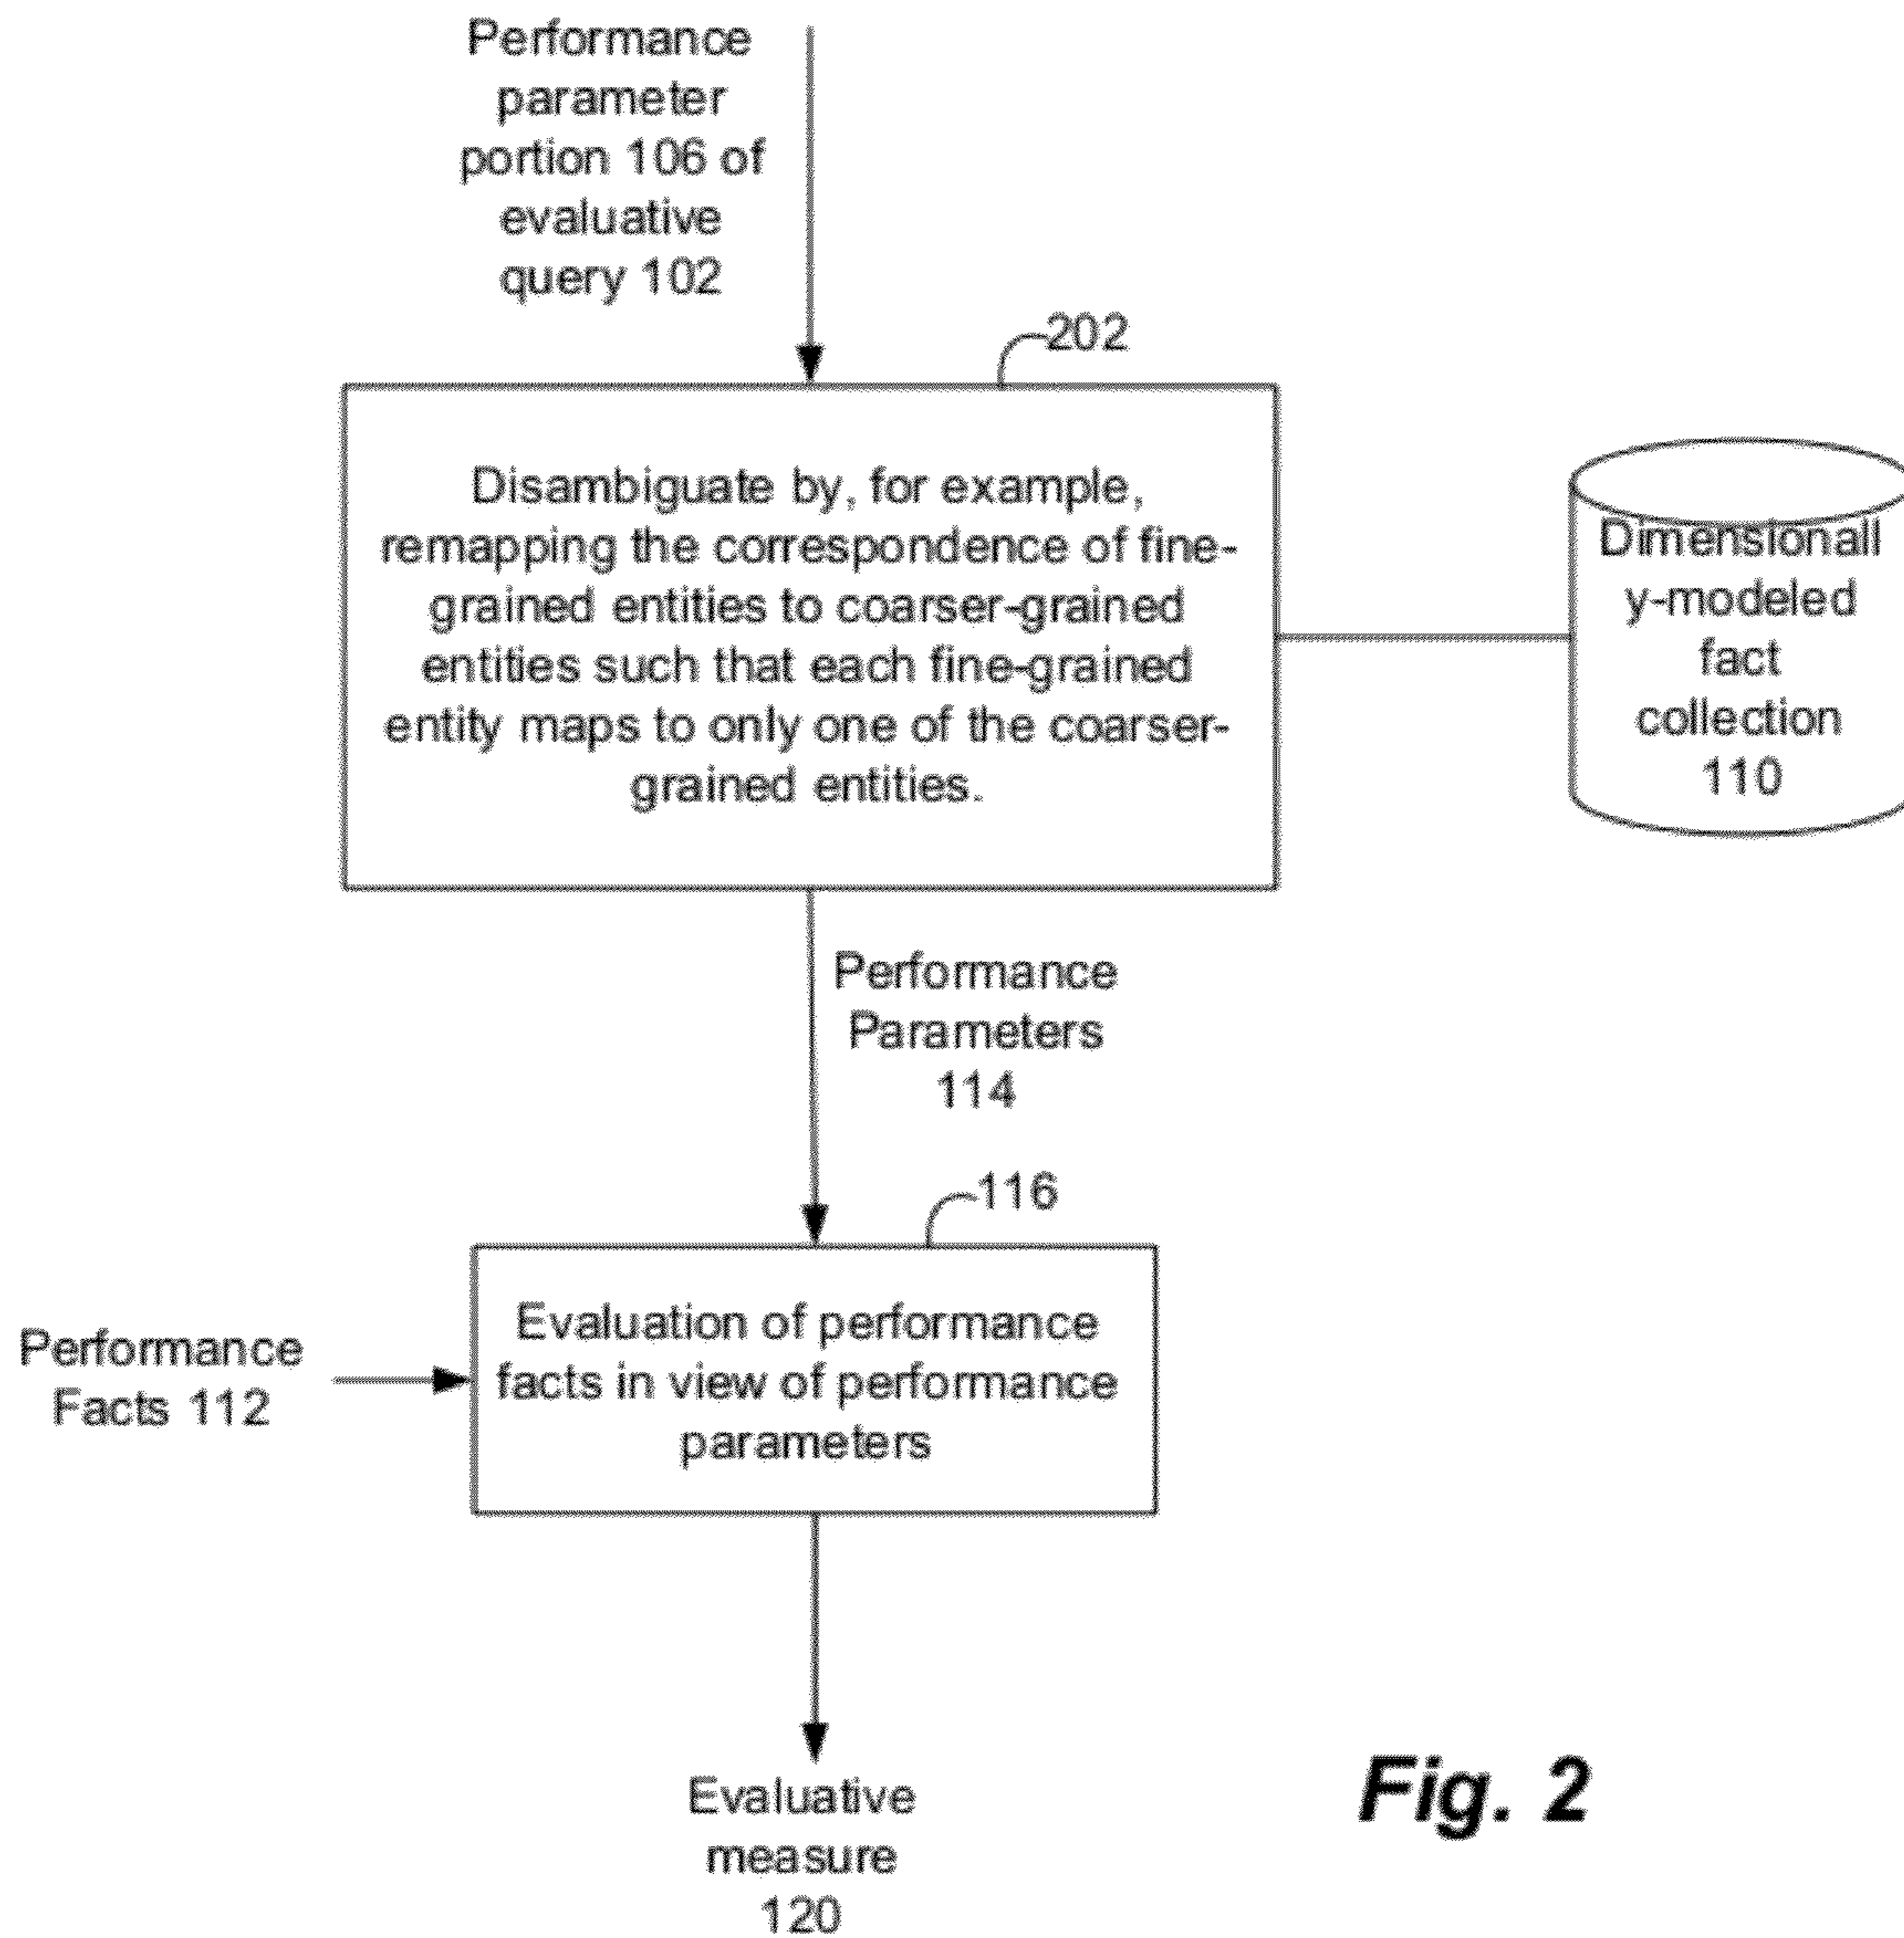 Performance
parameter
portion 106 of
evaluative
query 102
202
Disambiguate by, for example,
remapping the correspondence of fine-
grained entities to coarser-grained
entities such that each fine-grained
entity maps to only one of the coarser-
grained entities.
Dimensionall
y-modeled
fact
collection
110
Performance
Parameters
114
116
Evaluation of performance
facts in view of performance
parameters
Performance
Facts 112
Evaluative
measure
120
Fig. 2